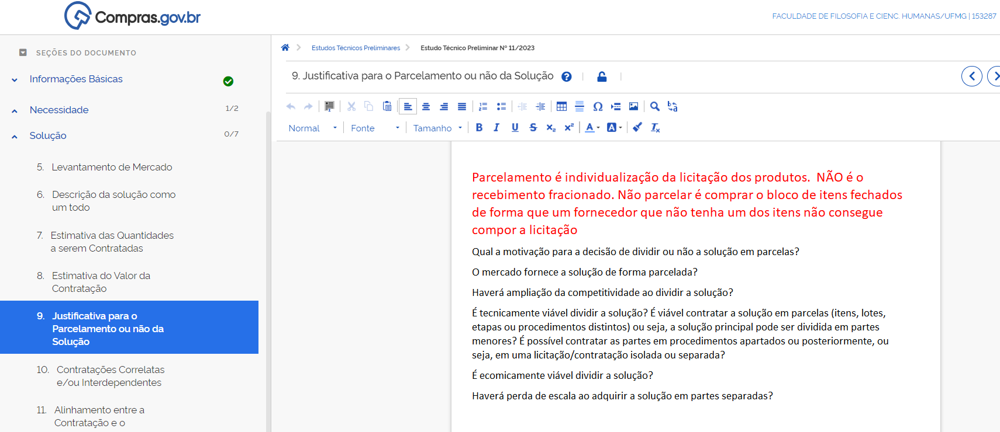 Compras.gov.br
FACULDADE DE FILOSOFIA E CIENC. HUMANAS/UFMG | 153287
SEÇÕES DO DOCUMENTO
Informações Básicas
Necessidade 1/2
Solução 0/7
5. Levantamento de Mercado
6. Descrição da solução como
um todo
7. Estimativa das Quantidades
a serem Contratadas
8. Estimativa do Valor da
Contratação
9. Justificativa para o
Parcelamento ou não da
Solução
10. Contratações Correlatas
e/ou Interdependentes
11. Alinhamento entre a
Contratação e o
Estudos Técnicos Preliminares
Estudo Técnico Preliminar Nº 11/2023
9. Justificativa para o Parcelamento ou não da Solução
Normal Fonte Tamanho
Parcelamento é individualização da licitação dos produtos. NÃO é o
recebimento fracionado. Não parcelar é comprar o bloco de itens fechados
de forma que um fornecedor que não tenha um dos itens não consegue
compor a licitação
Qual a motivação para a decisão de dividir ou não a solução em parcelas?
O mercado fornece a solução de forma parcelada?
Haverá ampliação da competitividade ao dividir a solução?
É tecnicamente viável dividir a solução? É viável contratar a solução em parcelas (itens, lotes,
etapas ou procedimentos distintos) ou seja, a solução principal pode ser dividida em partes
menores? É possível contratar as partes em procedimentos apartados ou posteriormente, ou
seja, em uma licitação/contratação isolada ou separada?
É ecomicamente viável dividir a solução?
Haverá perda de escala ao adquirir a solução em partes separadas?